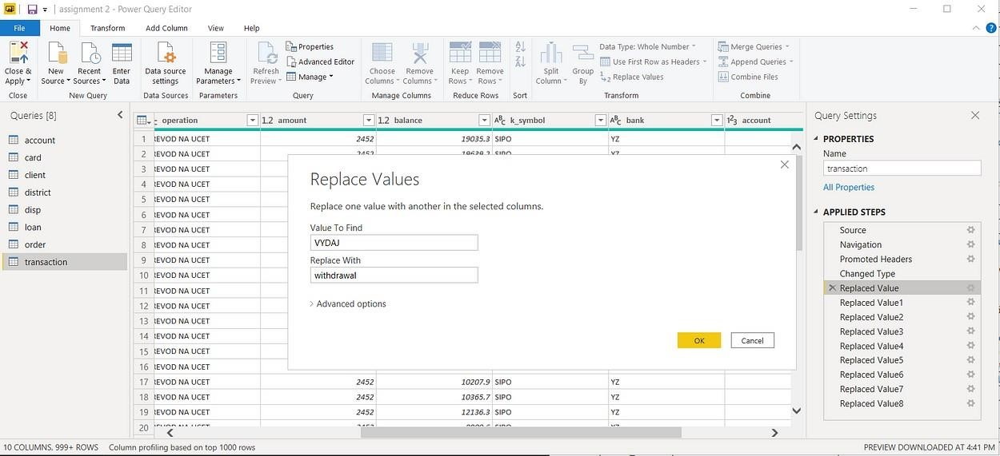 assignment 2 - Power Query Editor
File Home Transform Add Column View Help
Close & Apply New Source Recent Sources Enter Data Data source settings Manage Parameters Refresh Preview Properties Advanced Editor Manage Choose Columns Remove Columns Keep Rows Remove Rows Split Column Group By Data Type: Whole Number Use First Row as Headers Replace Values Merge Queries Append Queries Combine Files
Close New Query Data Sources Parameters Query Manage Columns Reduce Rows Sort Transform Combine
Queries [8]
account
card
client
district
disp
loan
order
transaction
operation 1.2 amount 1.2 balance ABC k_symbol ABC bank 123 account
1 REVOD NA UCET 2452 19035.3 SIPO YZ
2 REVOD NA UCET
3 REVOD NA UCET
4 REVOD NA UCET
5 REVOD NA UCET
6 REVOD NA UCET
7 REVOD NA UCET
8 REVOD NA UCET
9 REVOD NA UCET
10 REVOD NA UCET
11 REVOD NA UCET
12 REVOD NA UCET
13 REVOD NA UCET
14 REVOD NA UCET
15 REVOD NA UCET
16 REVOD NA UCET
17 REVOD NA UCET 2452 10207.9 SIPO YZ
18 REVOD NA UCET 2452 10365.7 SIPO YZ
19 REVOD NA UCET 2452 12136.3 SIPO YZ
20
Replace Values
Replace one value with another in the selected columns.
Value To Find
VYDAJ
Replace With
withdrawal
Advanced options
OK Cancel
Query Settings
PROPERTIES
Name
transaction
All Properties
APPLIED STEPS
Source
Navigation
Promoted Headers
Changed Type
Replaced Value
Replaced Value1
Replaced Value2
Replaced Value3
Replaced Value4
Replaced Value5
Replaced Value6
Replaced Value7
Replaced Value8
10 COLUMNS, 999+ ROWS Column profiling based on top 1000 rows PREVIEW DOWNLOADED AT 4:41 PM